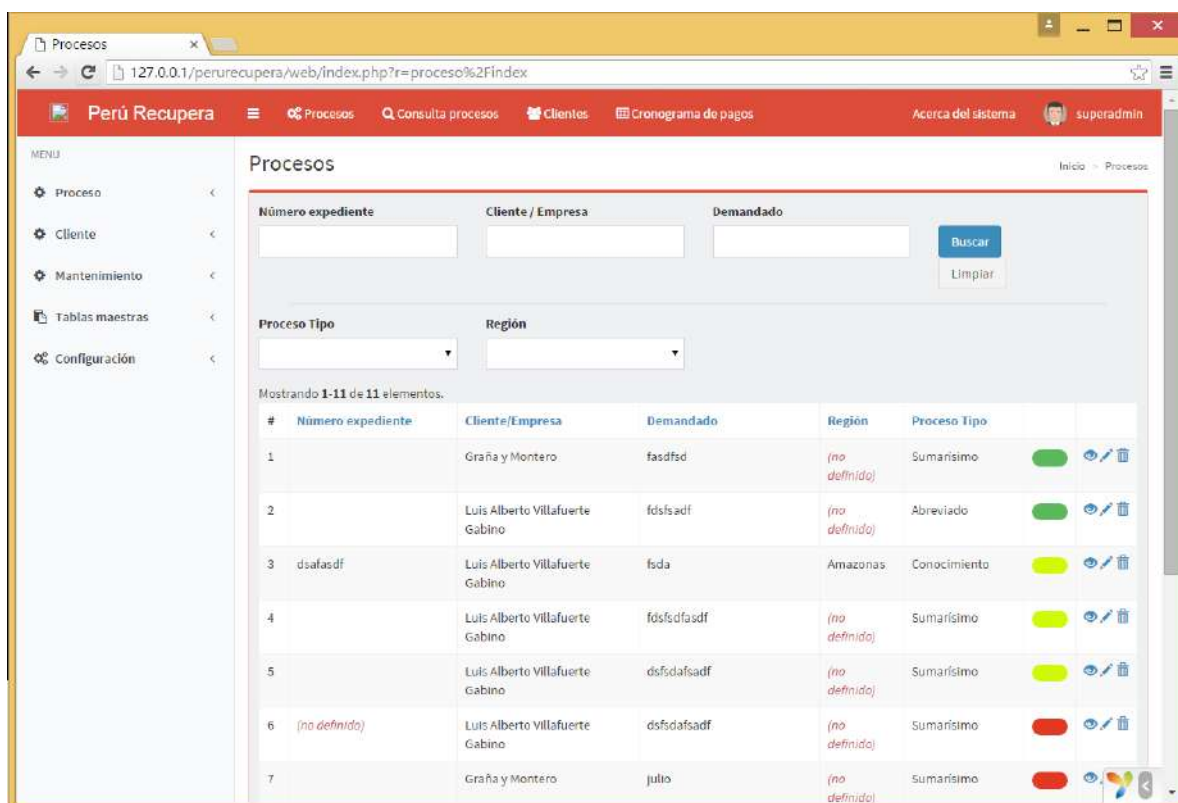 Procesos
127.0.0.1/perurecupera/web/index.php?r=proceso%2Findex
Perú Recupera
Procesos
Consulta procesos
Clientes
Cronograma de pagos
Acerca del sistema
superadmin
MENU
Proceso
Cliente
Mantenimiento
Tablas maestras
Configuración
Procesos
Inicio > Procesos
Número expediente Cliente / Empresa Demandado
Buscar
Limpiar
Proceso Tipo Región
Mostrando 1-11 de 11 elementos.
# Número expediente Cliente/Empresa Demandado Región Proceso Tipo
1 Graña y Montero fasdfsd (no definido) Sumarísimo
2 Luis Alberto Villafuerte Gabino fdsfsadf (no definido) Abreviado
3 dsafasdf Luis Alberto Villafuerte Gabino fsda Amazonas Conocimiento
4 Luis Alberto Villafuerte Gabino fdsfsdfasdf (no definido) Sumarísimo
5 Luis Alberto Villafuerte Gabino dsfsdafsadf (no definido) Sumarísimo
6 (no definido) Luis Alberto Villafuerte Gabino dsfsdafsadf (no definido) Sumarísimo
7 Graña y Montero julio (no definido) Sumarísimo